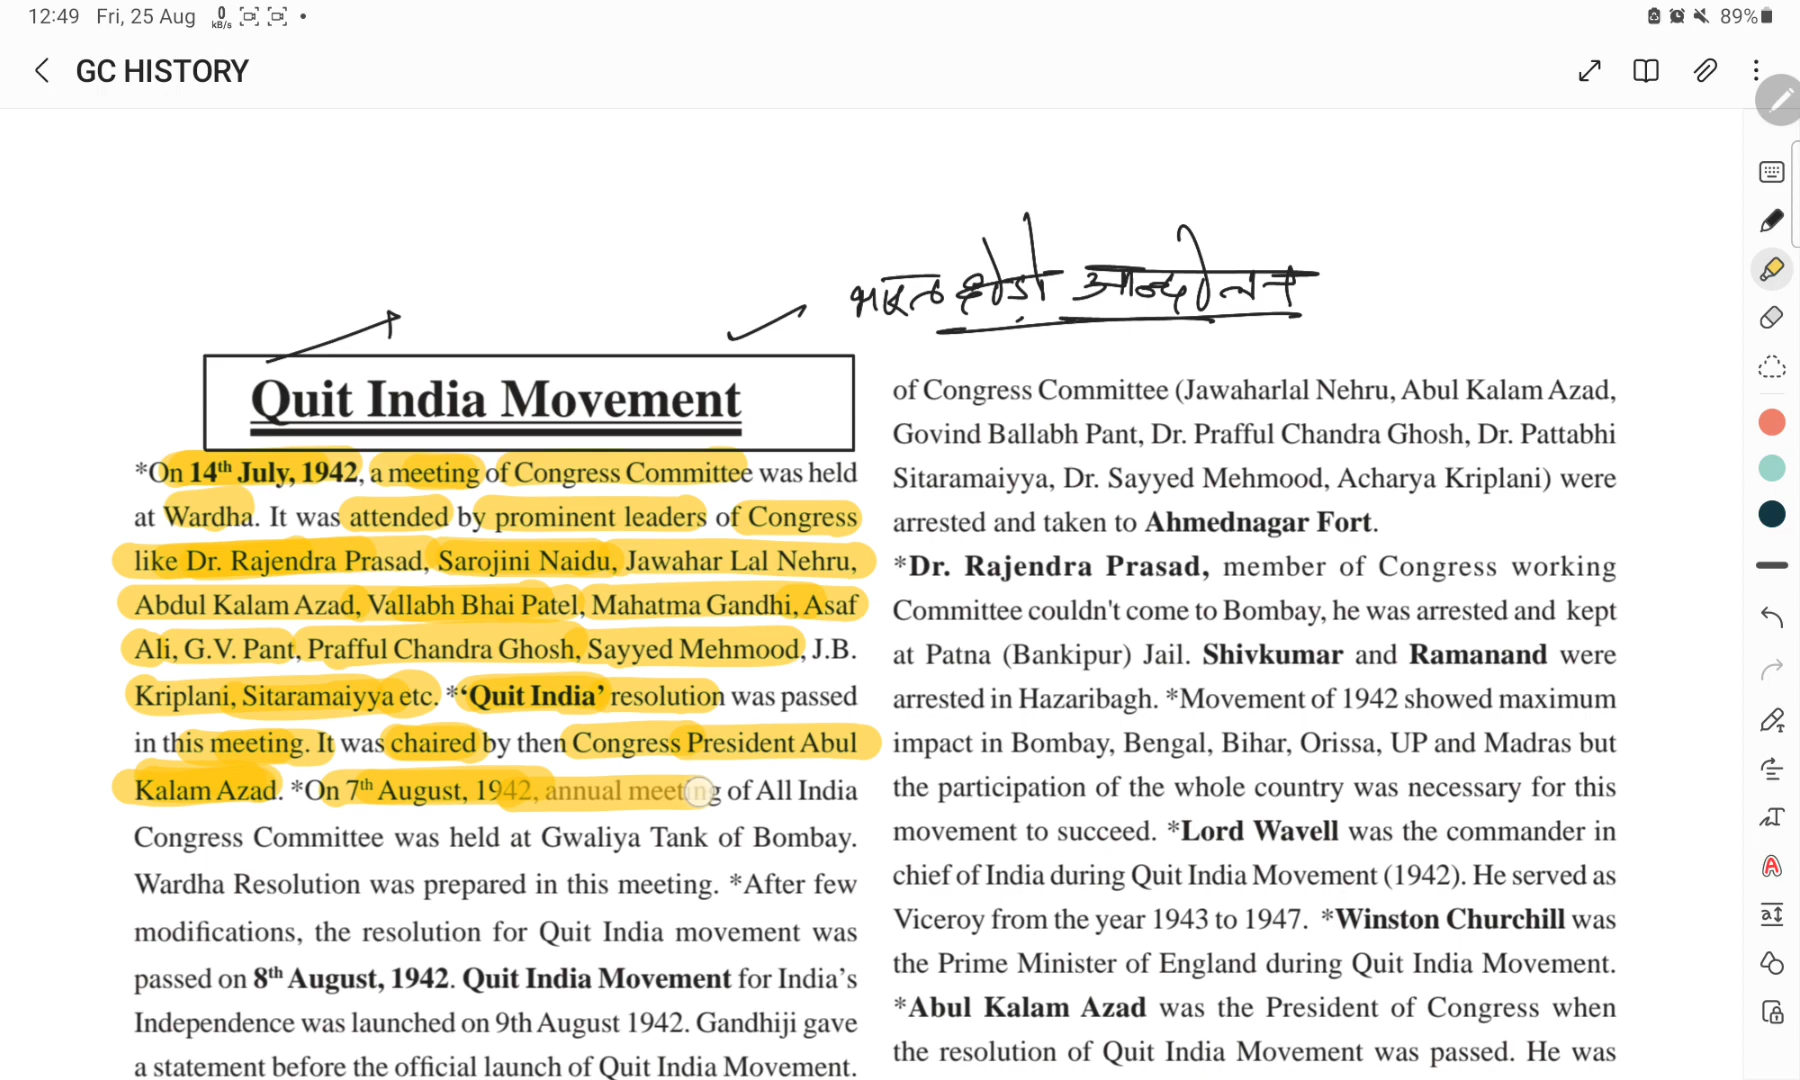 12:49 Fri, 25 Aug 0 kB/s 89%
GC HISTORY
भारत छोड़ो आन्दोलन
Quit India Movement
*On 14th July, 1942, a meeting of Congress Committee was held
at Wardha. It was attended by prominent leaders of Congress
like Dr. Rajendra Prasad, Sarojini Naidu, Jawahar Lal Nehru,
Abdul Kalam Azad, Vallabh Bhai Patel, Mahatma Gandhi, Asaf
Ali, G.V. Pant, Prafful Chandra Ghosh, Sayyed Mehmood, J.B.
Kriplani, Sitaramaiyya etc. *‘Quit India’ resolution was passed
in this meeting. It was chaired by then Congress President Abul
Kalam Azad. *On 7th August, 1942, annual meeting of All India
Congress Committee was held at Gwaliya Tank of Bombay.
Wardha Resolution was prepared in this meeting. *After few
modifications, the resolution for Quit India movement was
passed on 8th August, 1942. Quit India Movement for India’s
Independence was launched on 9th August 1942. Gandhiji gave
a statement before the official launch of Quit India Movement.
of Congress Committee (Jawaharlal Nehru, Abul Kalam Azad,
Govind Ballabh Pant, Dr. Prafful Chandra Ghosh, Dr. Pattabhi
Sitaramaiyya, Dr. Sayyed Mehmood, Acharya Kriplani) were
arrested and taken to Ahmednagar Fort.
*Dr. Rajendra Prasad, member of Congress working
Committee couldn't come to Bombay, he was arrested and kept
at Patna (Bankipur) Jail. Shivkumar and Ramanand were
arrested in Hazaribagh. *Movement of 1942 showed maximum
impact in Bombay, Bengal, Bihar, Orissa, UP and Madras but
the participation of the whole country was necessary for this
movement to succeed. *Lord Wavell was the commander in
chief of India during Quit India Movement (1942). He served as
Viceroy from the year 1943 to 1947. *Winston Churchill was
the Prime Minister of England during Quit India Movement.
*Abul Kalam Azad was the President of Congress when
the resolution of Quit India Movement was passed. He was